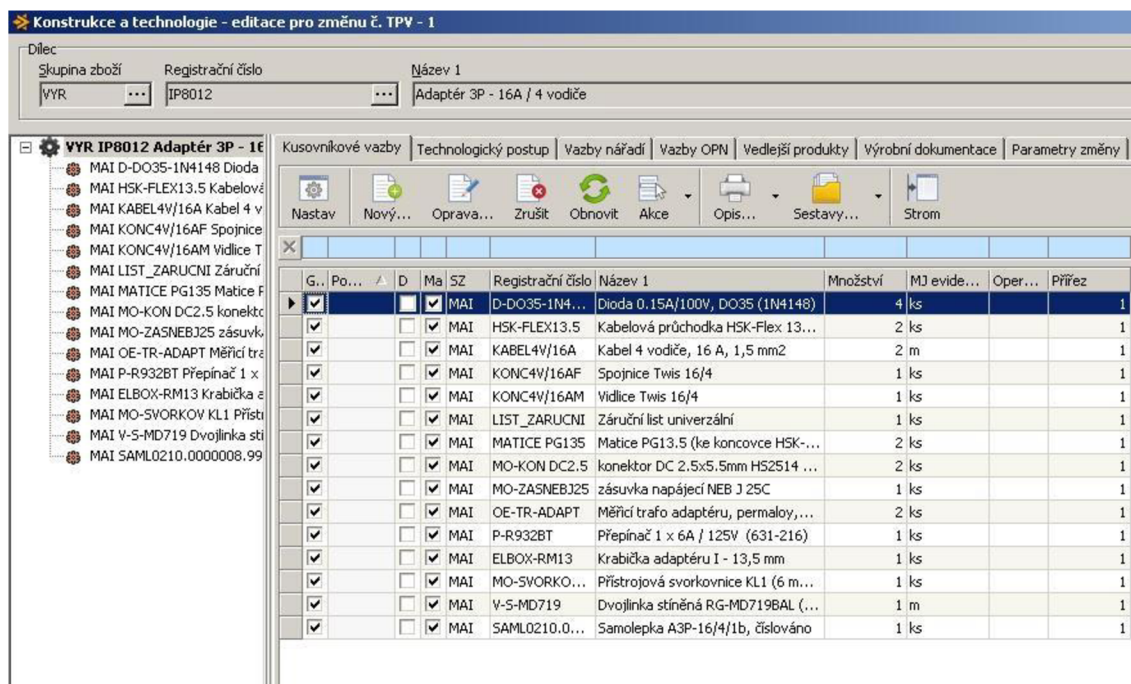 Konstrukce a technologie - editace pro změnu č. TPV - 1
Dílec
Skupina zboží Registrační číslo Název 1
VYR ... IP8012 ... Adaptér 3P - 16A / 4 vodiče
VYR IP8012 Adaptér 3P - 16
MAI D-DO35-1N4148 Dioda
MAI HSK-FLEX13.5 Kabelová
MAI KABEL4V/16A Kabel 4 v
MAI KONC4V/16AF Spojnice
MAI KONC4V/16AM Vidlice T
MAI LIST_ZARUCNI Záruční
MAI MATICE PG135 Matice P
MAI MO-KON DC2.5 konekto
MAI MO-ZASNEBJ25 zásuvk
MAI OE-TR-ADAPT Měřicí tra
MAI P-R932BT Přepínač 1 x
MAI ELBOX-RM13 Krabička a
MAI MO-SVORKOV KL1 Příst
MAI V-S-MD719 Dvojlinka stí
MAI SAML0210.0000008.99
Kusovníkové vazby Technologický postup Vazby nářadí Vazby OPN Vedlejší produkty Výrobní dokumentace Parametry změny
Nastav Nový... Oprava... Zrušit Obnovit Akce Opis... Sestavy... Strom
G.. Po... D Ma SZ Registrační číslo Název 1 Množství MJ evide... Oper... Přířez
MAI D-DO35-1N4... Dioda 0.15A/100V, DO35 (1N4148) 4 ks 1
MAI HSK-FLEX13.5 Kabelová průchodka HSK-Flex 13... 2 ks 1
MAI KABEL4V/16A Kabel 4 vodiče, 16 A, 1,5 mm2 2 m 1
MAI KONC4V/16AF Spojnice Twis 16/4 1 ks 1
MAI KONC4V/16AM Vidlice Twis 16/4 1 ks 1
MAI LIST_ZARUCNI Záruční list univerzální 1 ks 1
MAI MATICE PG135 Matice PG13.5 (ke koncovce HSK-... 2 ks 1
MAI MO-KON DC2.5 konektor DC 2.5x5.5mm HS2514 ... 2 ks 1
MAI MO-ZASNEBJ25 zásuvka napájecí NEB J 25C 1 ks 1
MAI OE-TR-ADAPT Měřicí trafo adaptéru, permaloy,... 2 ks 1
MAI P-R932BT Přepínač 1 x 6A / 125V (631-216) 1 ks 1
MAI ELBOX-RM13 Krabička adaptéru I - 13,5 mm 1 ks 1
MAI MO-SVORKO... Přístrojová svorkovnice KL1 (6 m... 1 ks 1
MAI V-S-MD719 Dvojlinka stíněná RG-MD719BAL (... 1 m 1
MAI SAML0210.0... Samolepka A3P-16/4/1b, číslováno 1 ks 1